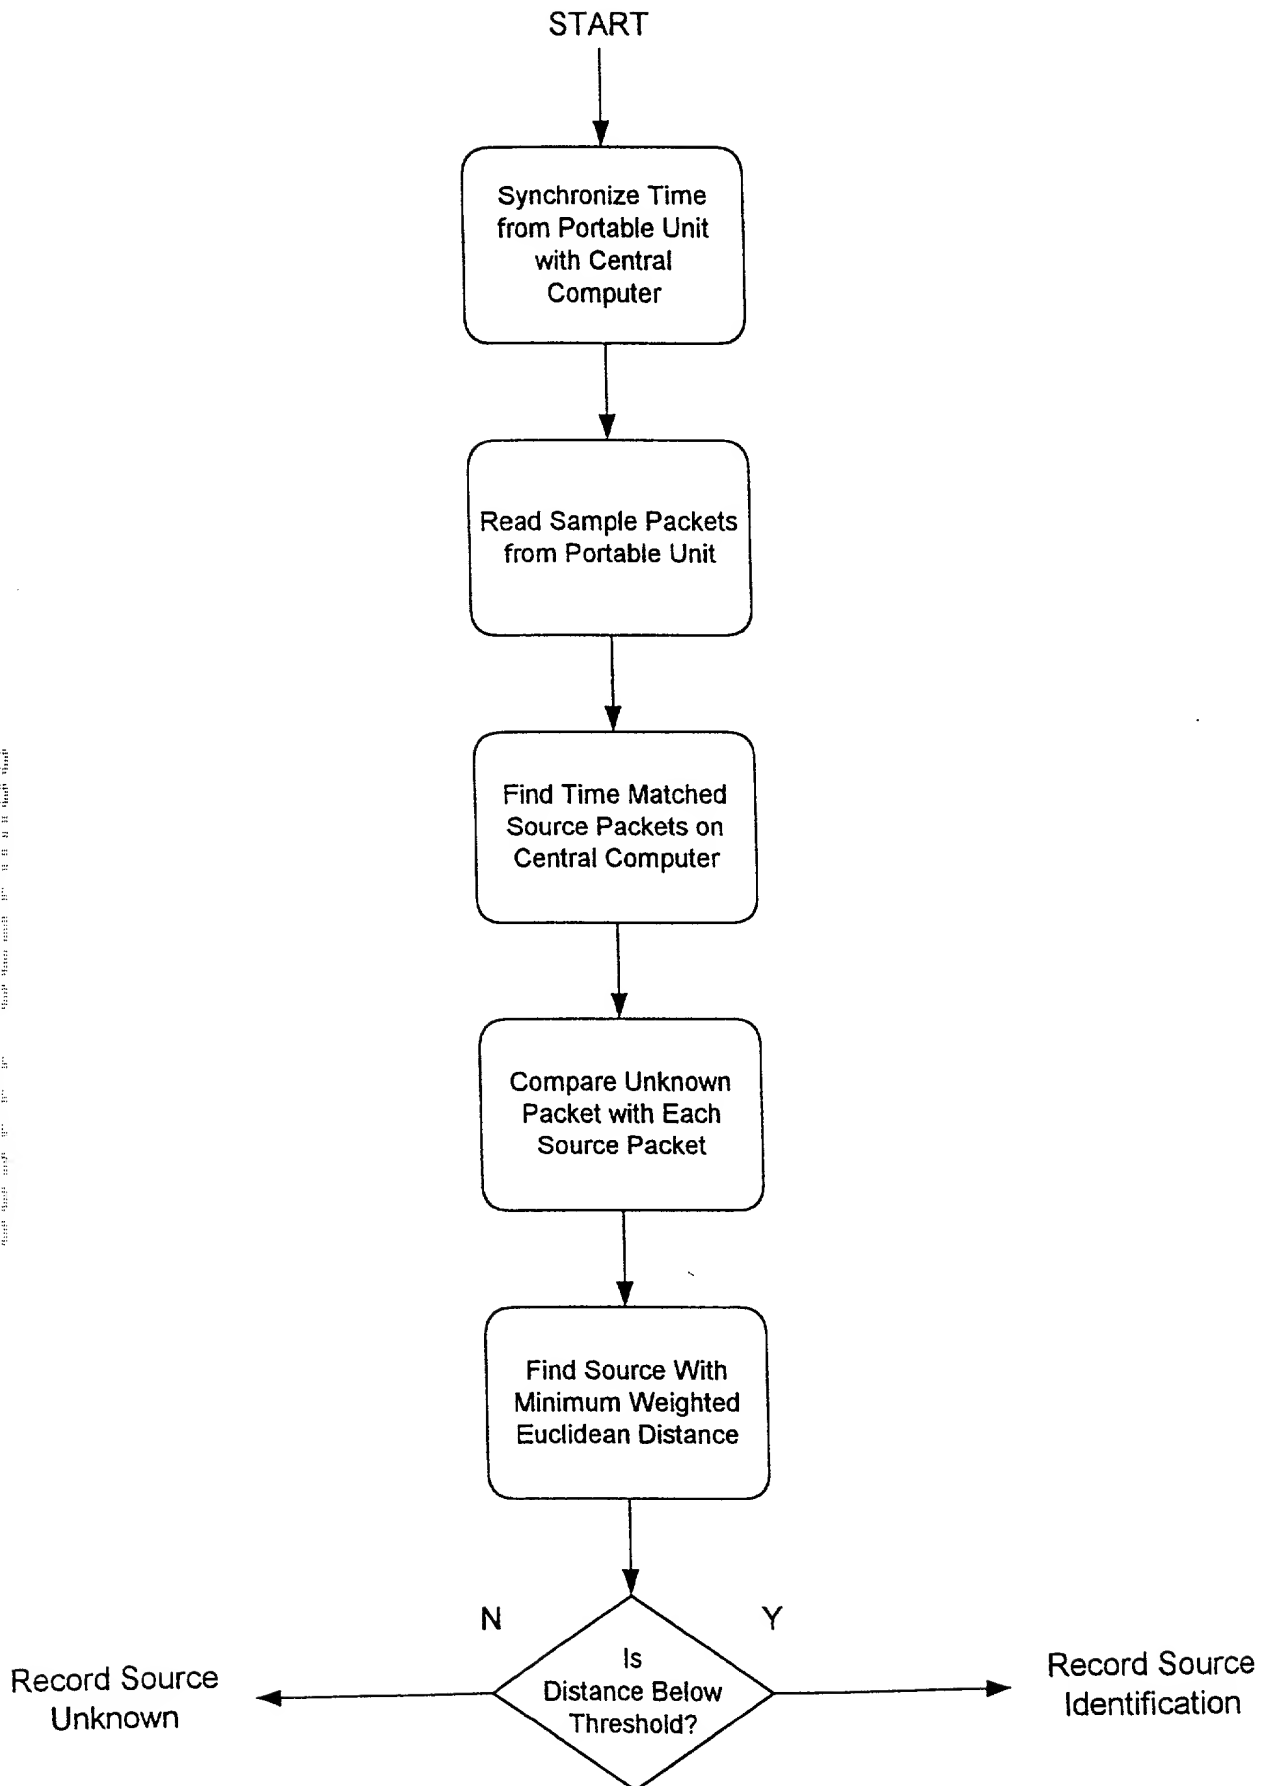 START
Synchronize Time
from Portable Unit
with Central
Computer
Read Sample Packets
from Portable Unit
Find Time Matched
Source Packets on
Central Computer
Compare Unknown
Packet with Each
Source Packet
Find Source With
Minimum Weighted
Euclidean Distance
N
Y
Is
Distance Below
Threshold?
Record Source
Unknown
Record Source
Identification